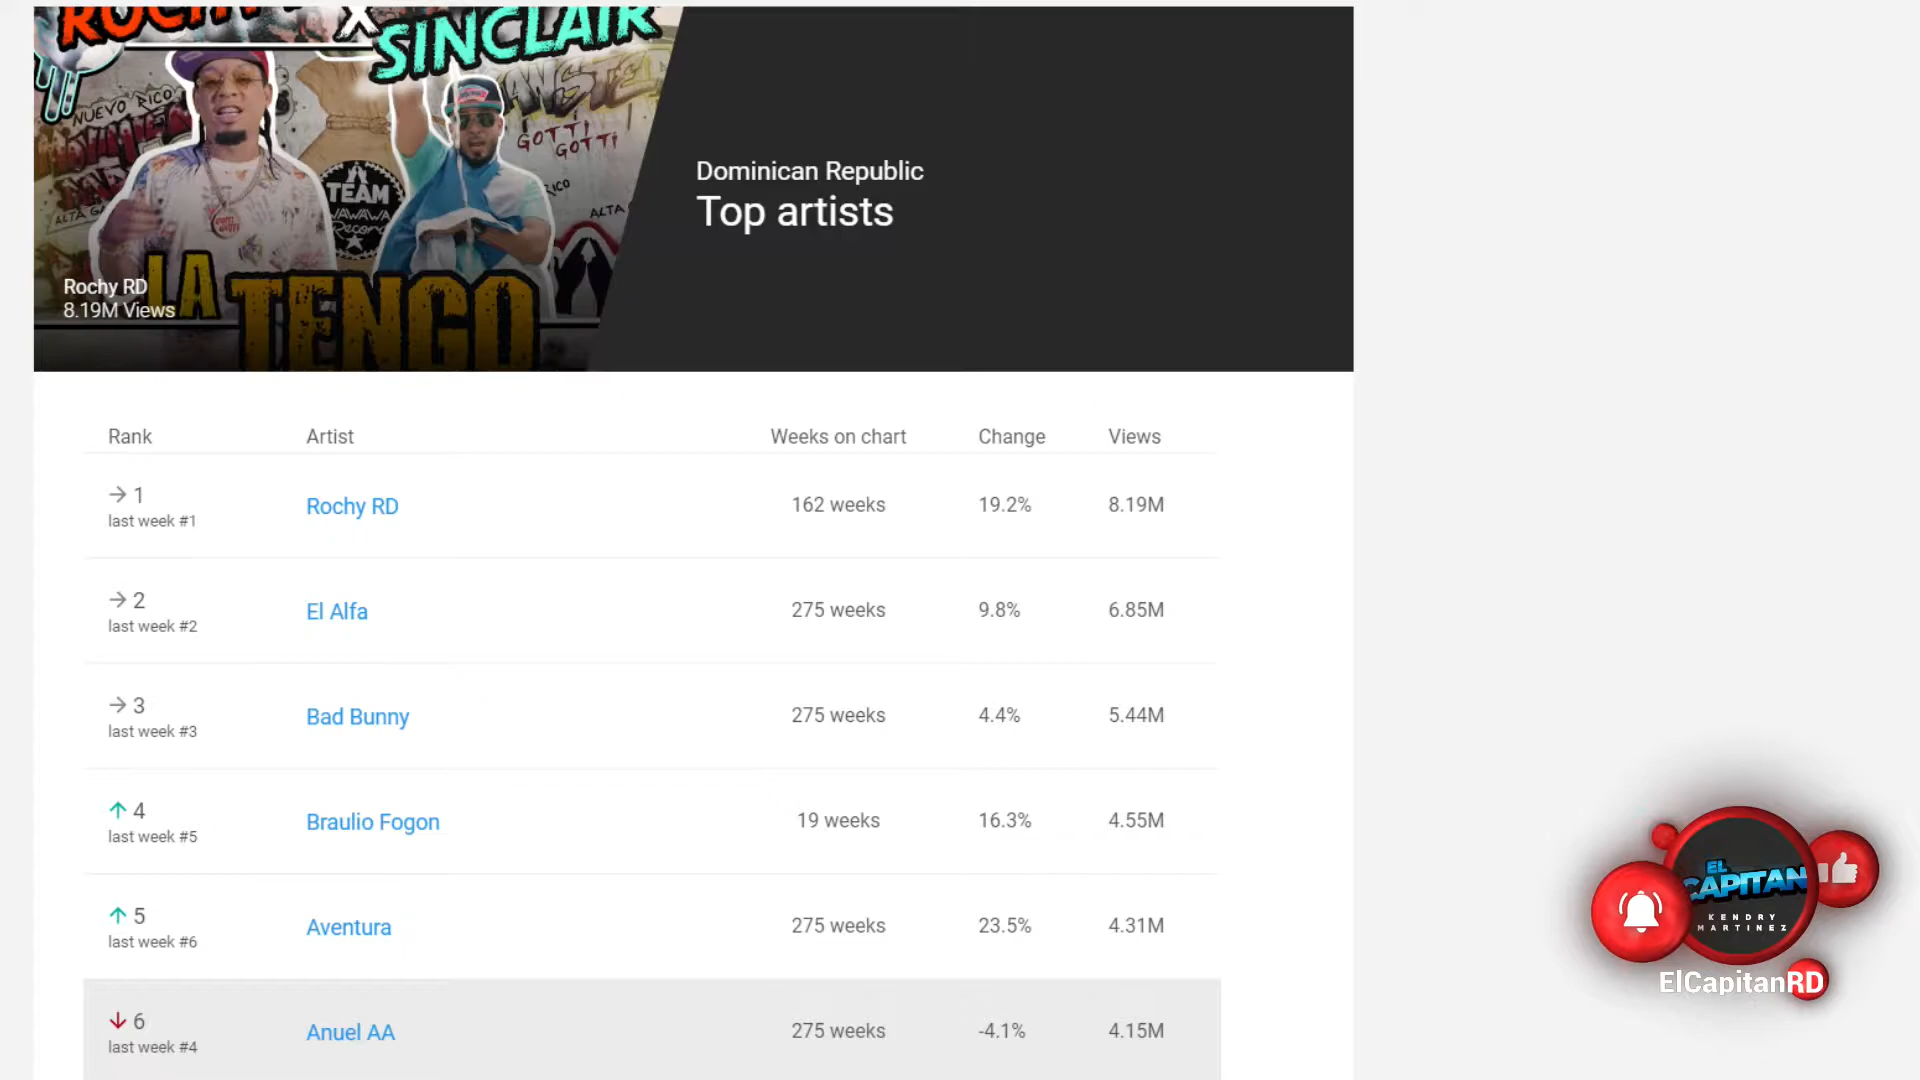 X
SINCLAIR
NUEVO RICO
GOTTI
GOTTI
TEAM
WAWAWA
Record
RICO
ALTA
ALTA GA
LA
TENGO
Rochy RD
8.19M Views
Dominican Republic
Top artists
Rank Artist Weeks on chart Change Views
1 Rochy RD 162 weeks 19.2% 8.19M
last week #1
2 El Alfa 275 weeks 9.8% 6.85M
last week #2
3 Bad Bunny 275 weeks 4.4% 5.44M
last week #3
4 Braulio Fogon 19 weeks 16.3% 4.55M
last week #5
5 Aventura 275 weeks 23.5% 4.31M
last week #6
6 Anuel AA 275 weeks -4.1% 4.15M
last week #4
EL
CAPITAN
KENDRY
MARTINEZ
ElCapitanRD